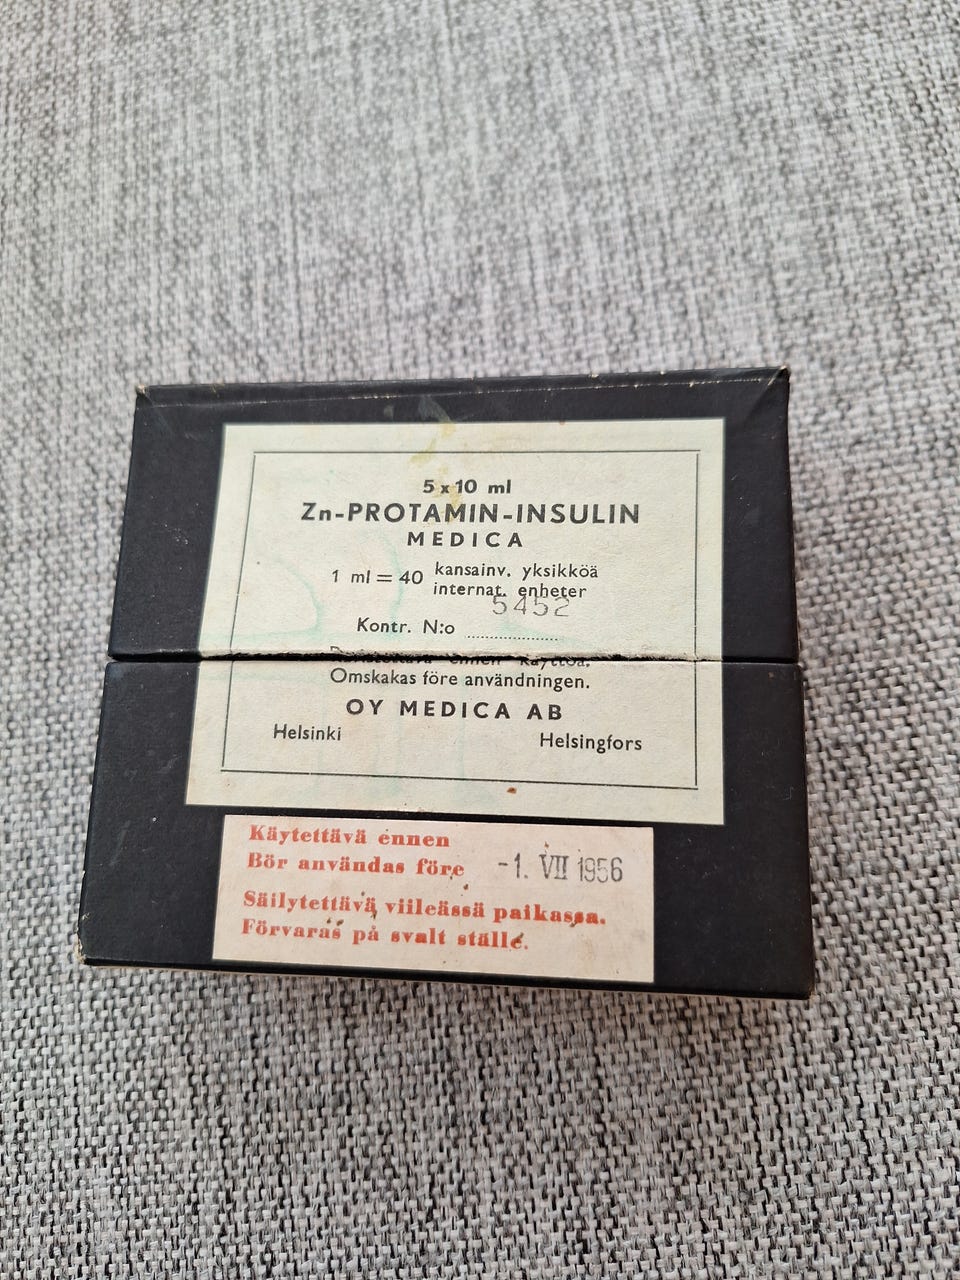 5 x 10 ml
Zn-PROTAMIN-INSULIN
MEDICA
1 ml = 40 kansainv. yksikköä
internat. enheter
5452
Kontr. N:o
ennen käyttöä.
Omskakas före användningen.
OY MEDICA AB
Helsinki Helsingfors
Käytettävä ennen
Bör användas före -1. VII 1956
Säilytettävä viileässä paikassa.
Förvaras på svalt ställe.